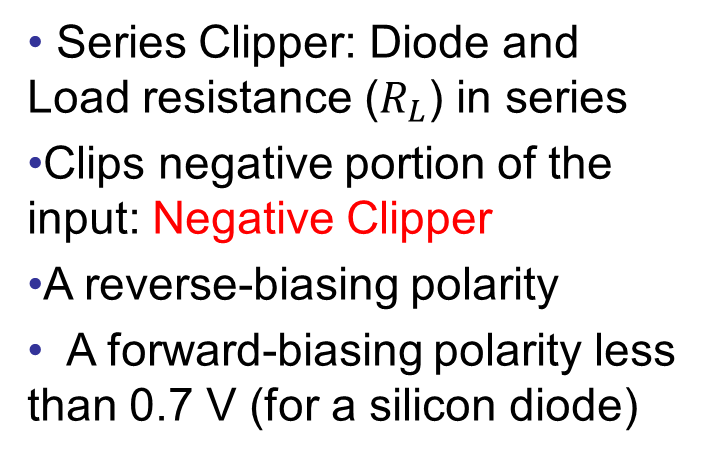 • Series Clipper: Diode and
Load resistance (R_L) in series
•Clips negative portion of the
input: Negative Clipper
•A reverse-biasing polarity
• A forward-biasing polarity less
than 0.7 V (for a silicon diode)